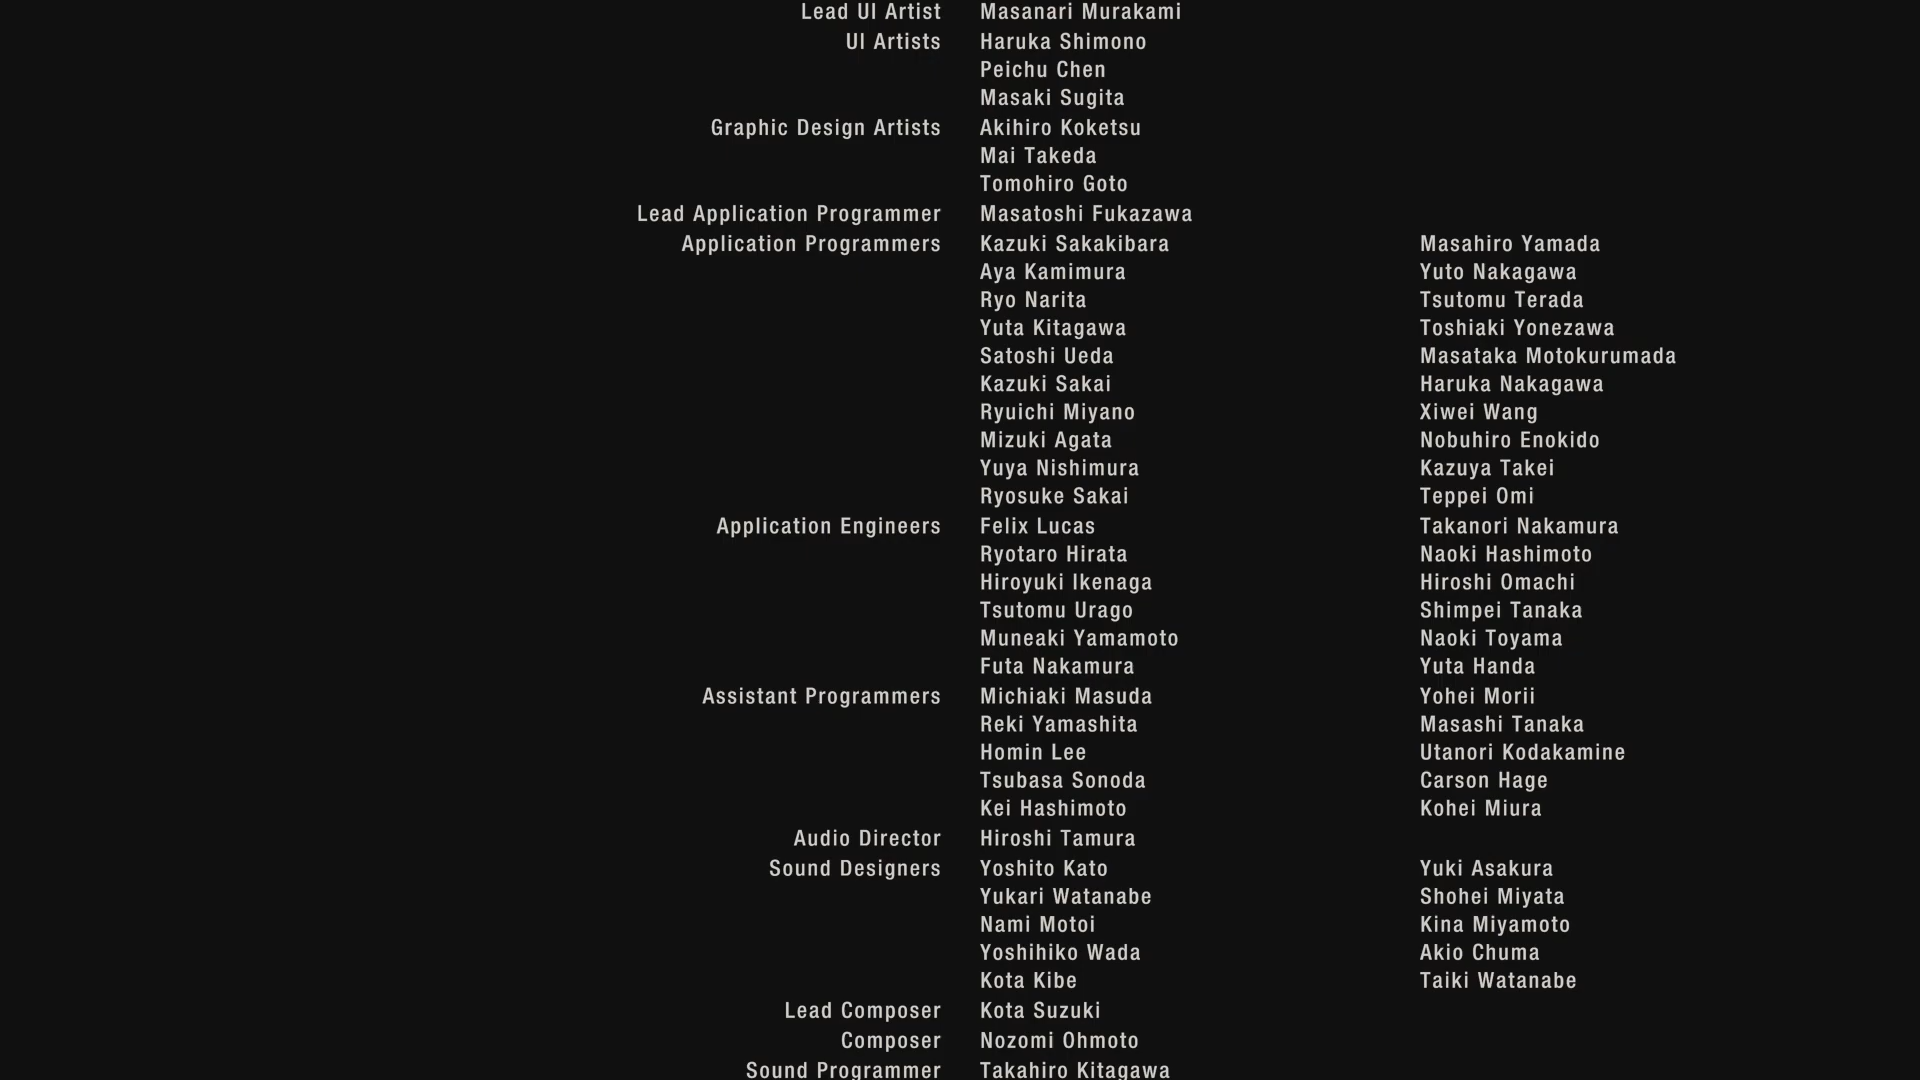 Lead UI Artist Masanari Murakami
UI Artists Haruka Shimono
Peichu Chen
Masaki Sugita
Graphic Design Artists Akihiro Koketsu
Mai Takeda
Tomohiro Goto
Lead Application Programmer Masatoshi Fukazawa
Application Programmers Kazuki Sakakibara Masahiro Yamada
Aya Kamimura Yuto Nakagawa
Ryo Narita Tsutomu Terada
Yuta Kitagawa Toshiaki Yonezawa
Satoshi Ueda Masataka Motokurumada
Kazuki Sakai Haruka Nakagawa
Ryuichi Miyano Xiwei Wang
Mizuki Agata Nobuhiro Enokido
Yuya Nishimura Kazuya Takei
Ryosuke Sakai Teppei Omi
Application Engineers Felix Lucas Takanori Nakamura
Ryotaro Hirata Naoki Hashimoto
Hiroyuki Ikenaga Hiroshi Omachi
Tsutomu Urago Shimpei Tanaka
Muneaki Yamamoto Naoki Toyama
Futa Nakamura Yuta Handa
Assistant Programmers Michiaki Masuda Yohei Morii
Reki Yamashita Masashi Tanaka
Homin Lee Utanori Kodakamine
Tsubasa Sonoda Carson Hage
Kei Hashimoto Kohei Miura
Audio Director Hiroshi Tamura
Sound Designers Yoshito Kato Yuki Asakura
Yukari Watanabe Shohei Miyata
Nami Motoi Kina Miyamoto
Yoshihiko Wada Akio Chuma
Kota Kibe Taiki Watanabe
Lead Composer Kota Suzuki
Composer Nozomi Ohmoto
Sound Programmer Takahiro Kitagawa